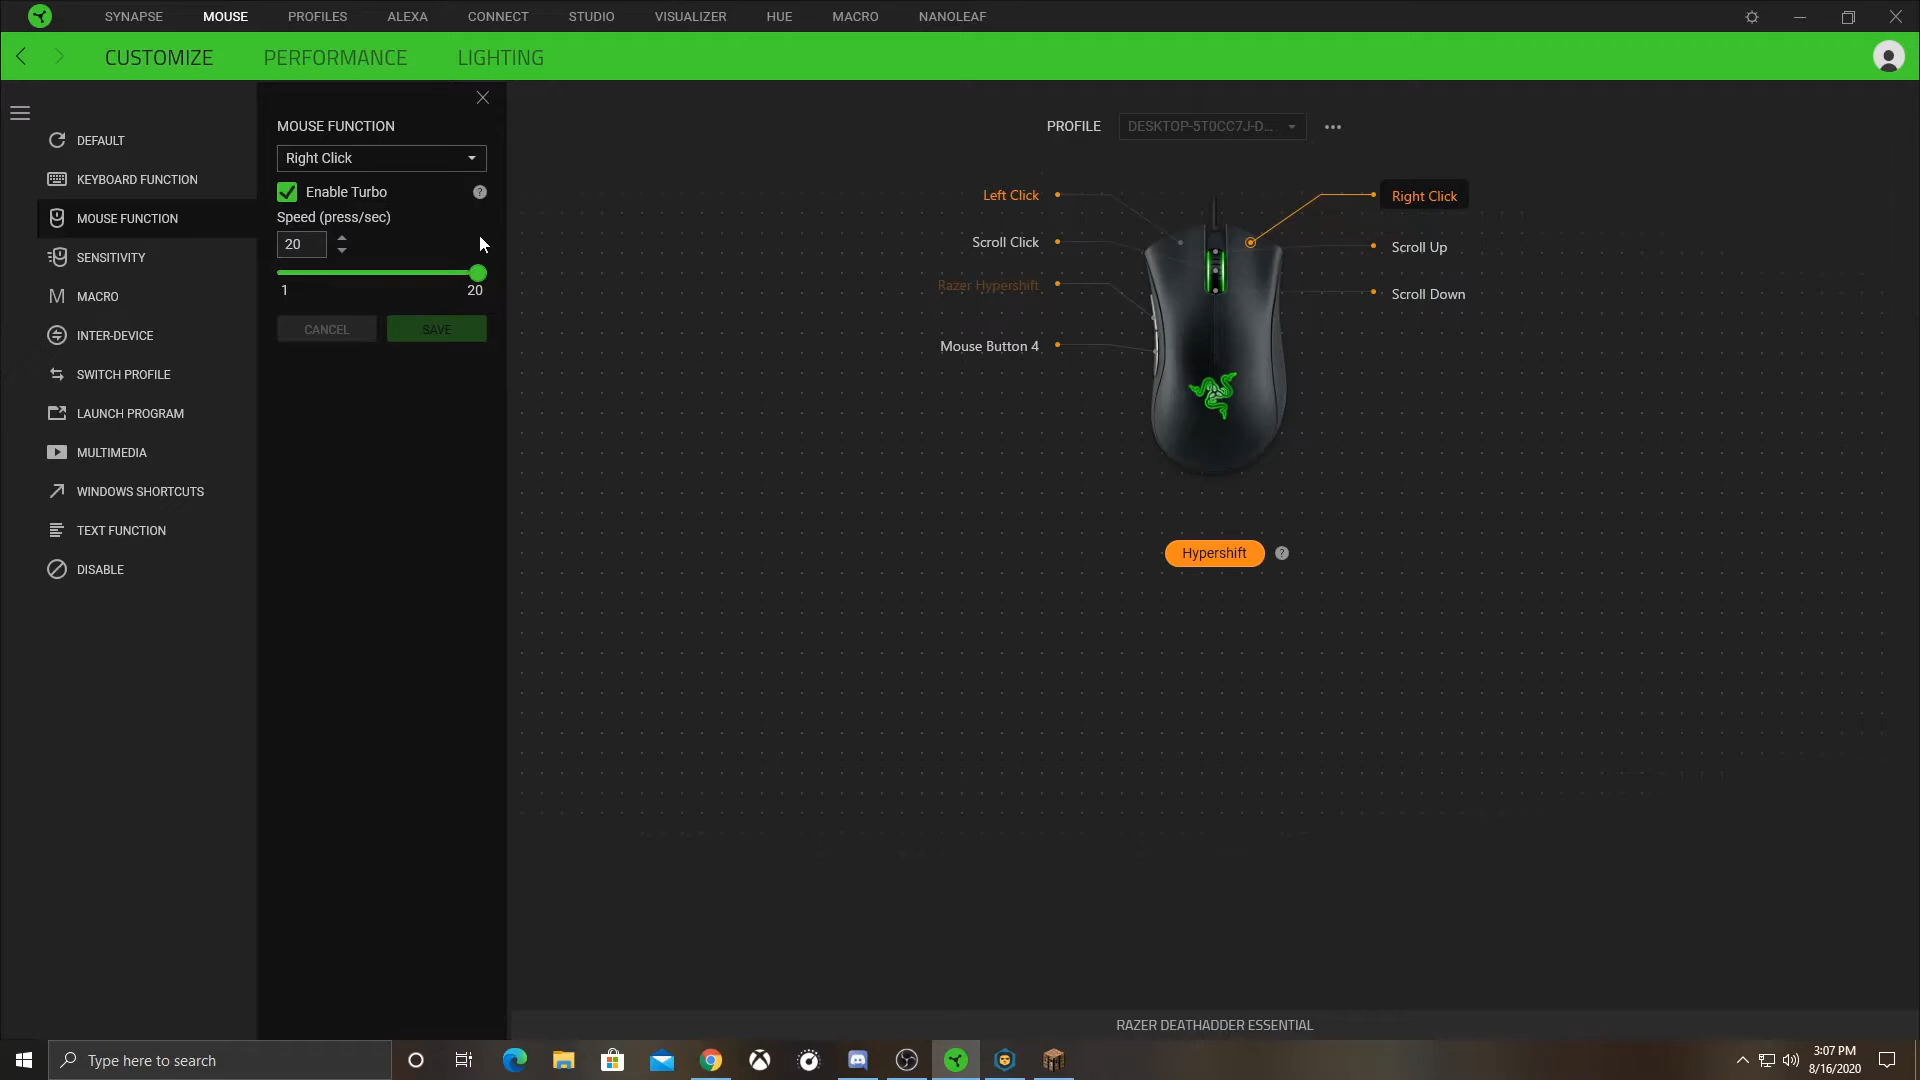 SYNAPSE MOUSE PROFILES ALEXA CONNECT STUDIO VISUALIZER HUE MACRO NANOLEAF
CUSTOMIZE PERFORMANCE LIGHTING
DEFAULT
KEYBOARD FUNCTION
MOUSE FUNCTION
SENSITIVITY
MACRO
INTER-DEVICE
SWITCH PROFILE
LAUNCH PROGRAM
MULTIMEDIA
WINDOWS SHORTCUTS
TEXT FUNCTION
DISABLE
MOUSE FUNCTION
Right Click
Enable Turbo ?
Speed (press/sec)
20
1 20
CANCEL SAVE
PROFILE DESKTOP-5T0CC7J-D...
Left Click
Scroll Click
Razer Hypershift
Mouse Button 4
Right Click
Scroll Up
Scroll Down
Hypershift ?
RAZER DEATHADDER ESSENTIAL
Type here to search
3:07 PM
8/16/2020